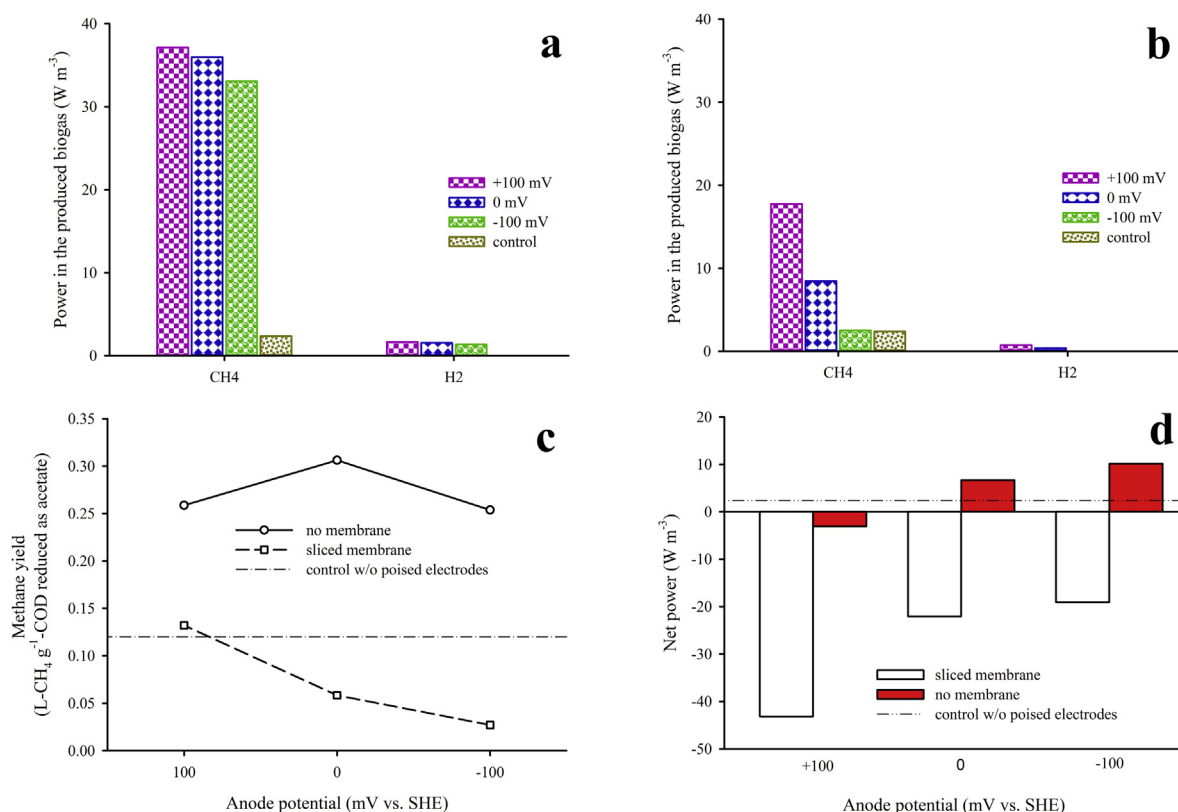 a
Power in the produced biogas (W m-3)
40
30
20
10
0
+100 mV
0 mV
-100 mV
control
CH4
H2
b
Power in the produced biogas (W m-3)
40
30
20
10
0
+100 mV
0 mV
-100 mV
control
CH4
H2
c
Methane yield
(L-CH4 g-1-COD reduced as acetate)
0.35
0.30
0.25
0.20
0.15
0.10
0.05
0.00
no membrane
sliced membrane
control w/o poised electrodes
100
0
-100
Anode potential (mV vs. SHE)
d
Net power (W m-3)
20
10
0
-10
-20
-30
-40
-50
sliced membrane
no membrane
control w/o poised electrodes
+100
0
-100
Anode potential (mV vs. SHE)